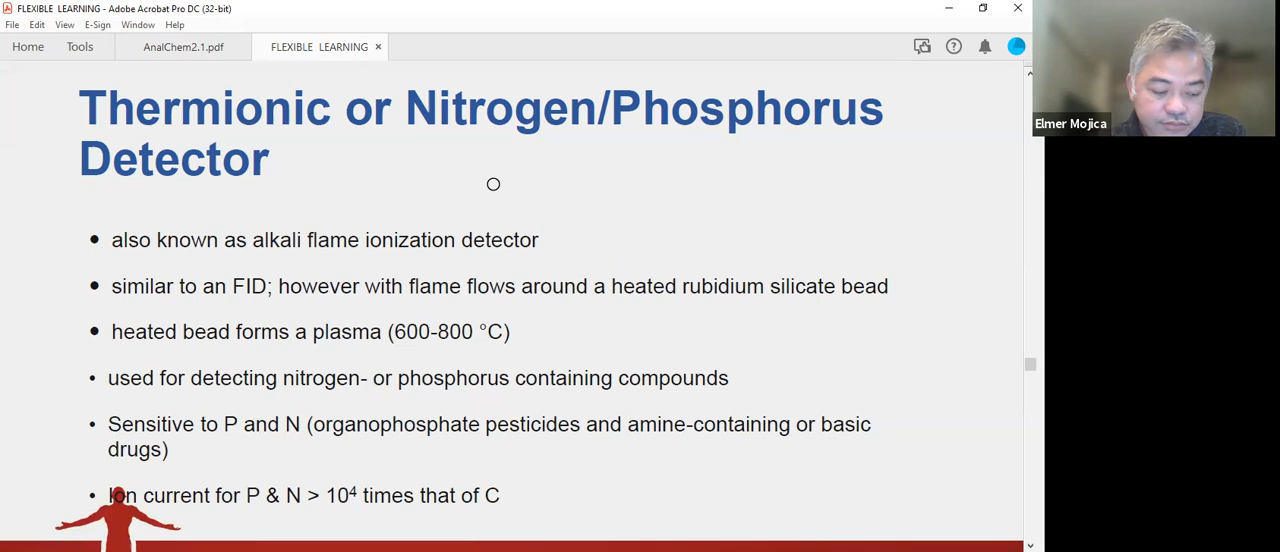 FLEXIBLE LEARNING - Adobe Acrobat Pro DC (32-bit)
File Edit View E-Sign Window Help
Home Tools AnalChem2.1.pdf FLEXIBLE LEARNING ×
Elmer Mojica
Thermionic or Nitrogen/Phosphorus
Detector
• also known as alkali flame ionization detector
• similar to an FID; however with flame flows around a heated rubidium silicate bead
• heated bead forms a plasma (600-800 °C)
• used for detecting nitrogen- or phosphorus containing compounds
• Sensitive to P and N (organophosphate pesticides and amine-containing or basic
drugs)
• Ion current for P & N > 10⁴ times that of C